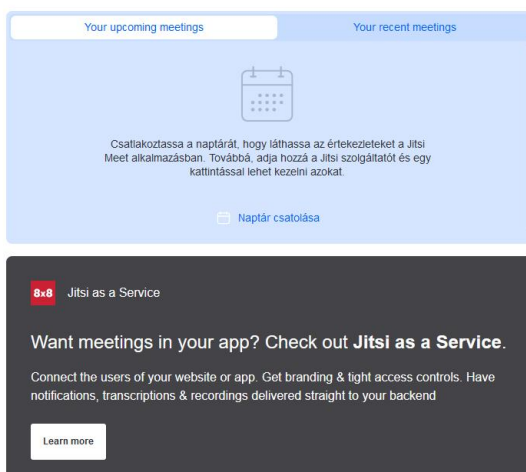 Your upcoming meetings
Your recent meetings
Csatlakoztassa a naptárát, hogy láthassa az értekezleteket a Jitsi
Meet alkalmazásban. Továbbá, adja hozzá a Jitsi szolgáltatót és egy
kattintással lehet kezelni azokat.
Naptár csatolása
8x8 Jitsi as a Service
Want meetings in your app? Check out Jitsi as a Service.
Connect the users of your website or app. Get branding & tight access controls. Have
notifications, transcriptions & recordings delivered straight to your backend
Learn more